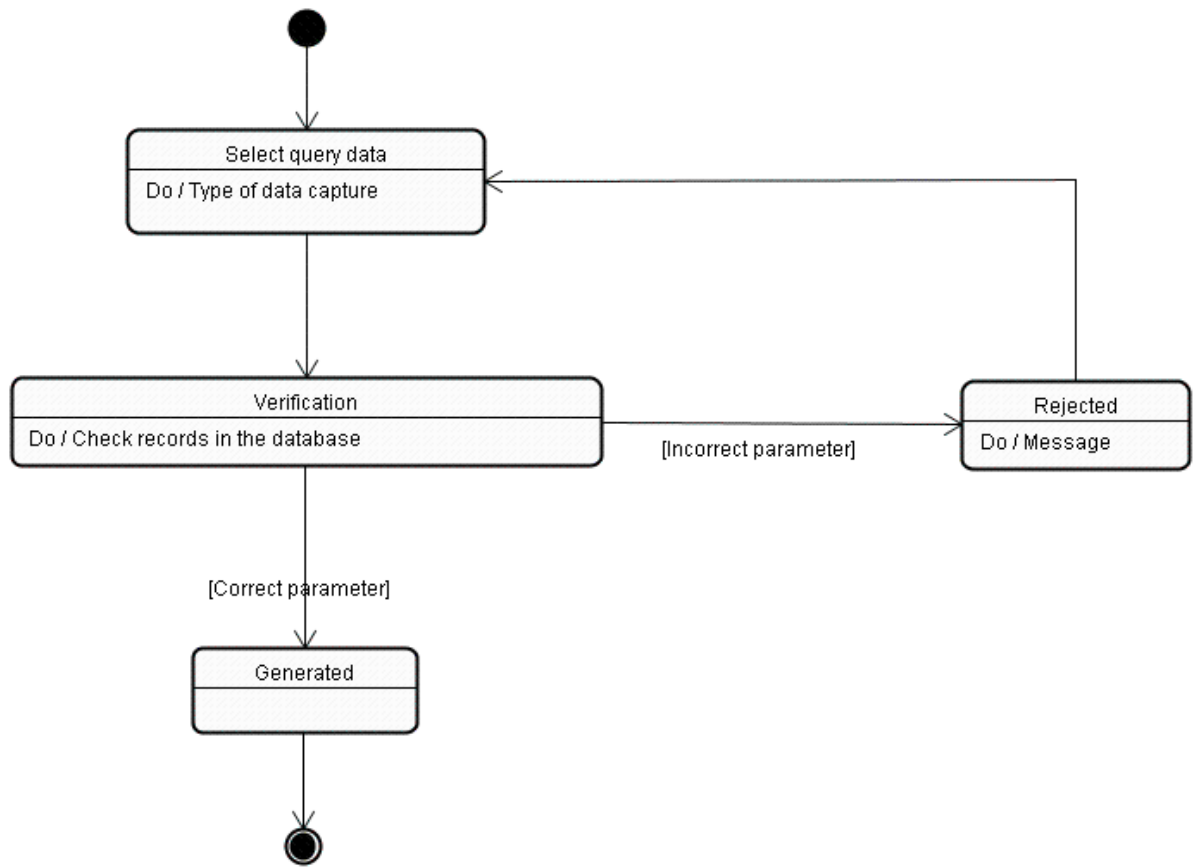 Select query data
Do / Type of data capture
Verification
Do / Check records in the database
[Incorrect parameter]
Rejected
Do / Message
[Correct parameter]
Generated